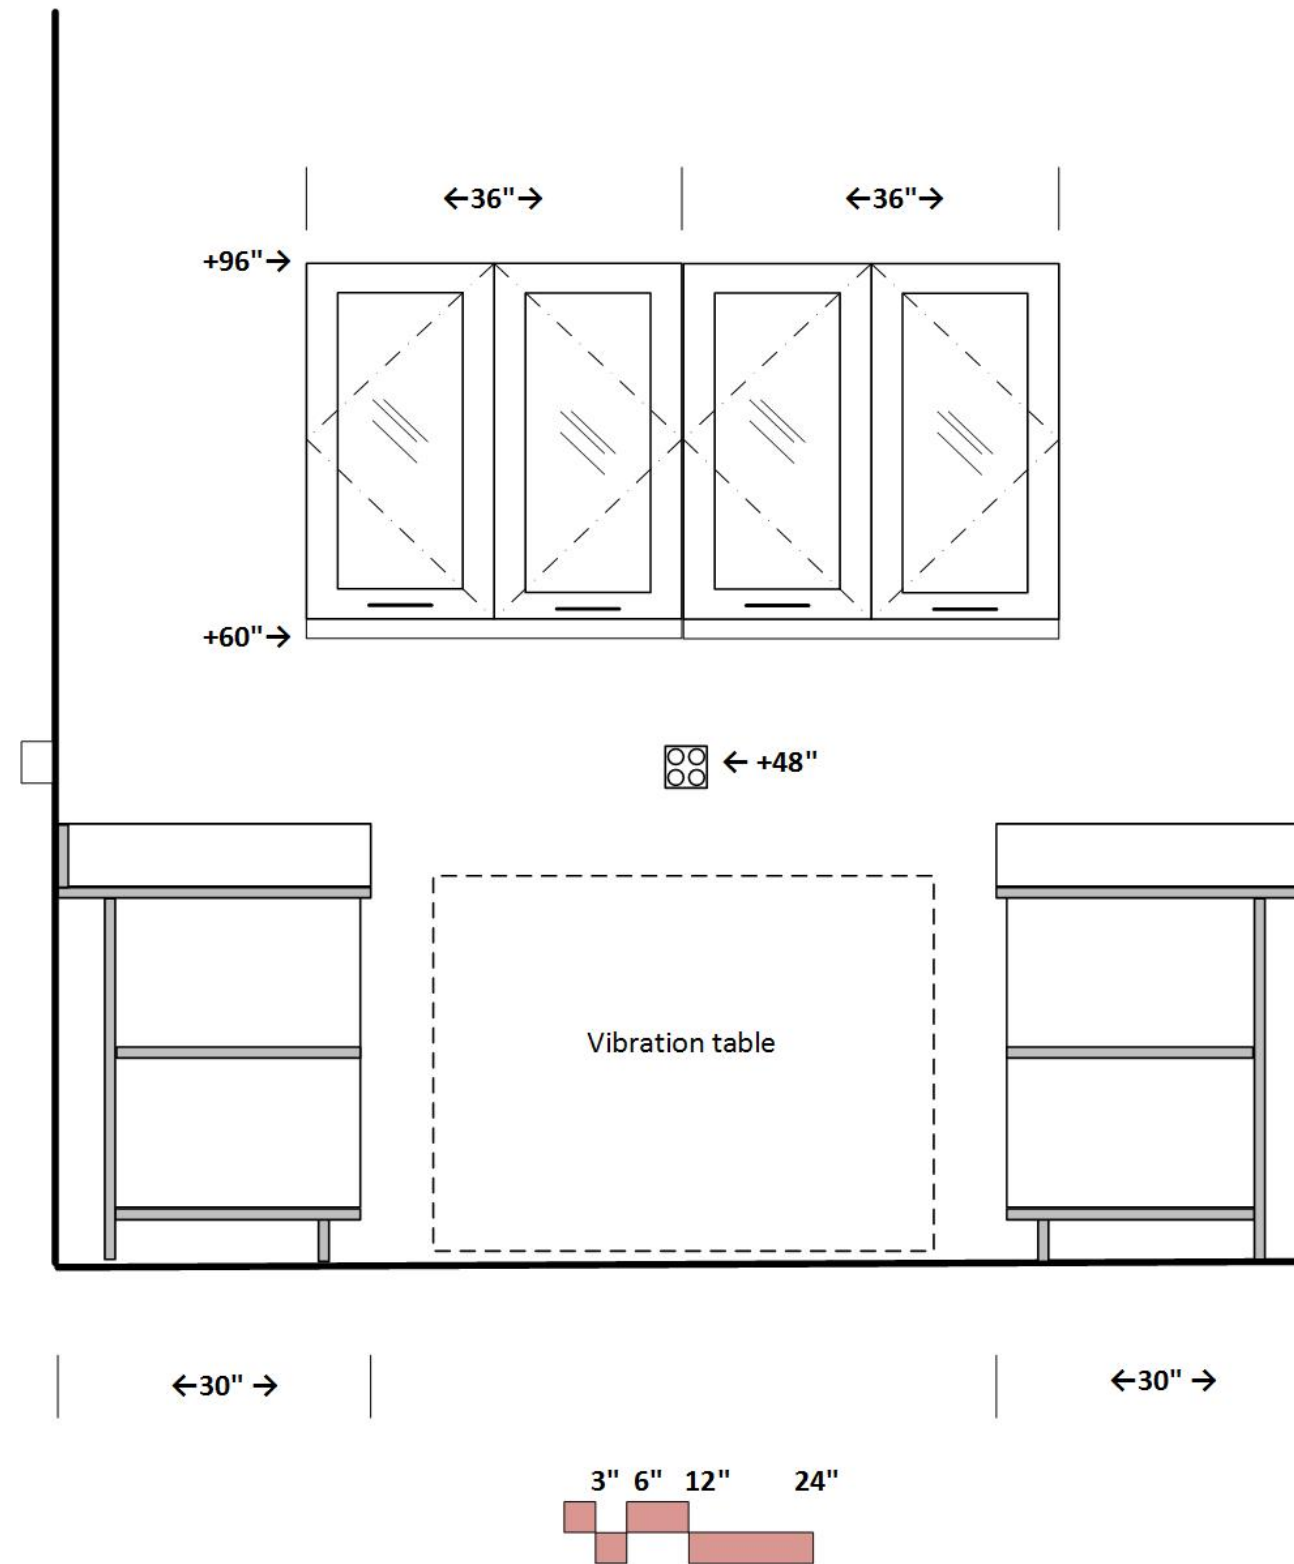 ←36"→ ←36"→
+96"→
+60"→
← +48"
Vibration table
←30" → ←30" →
3" 6" 12" 24"